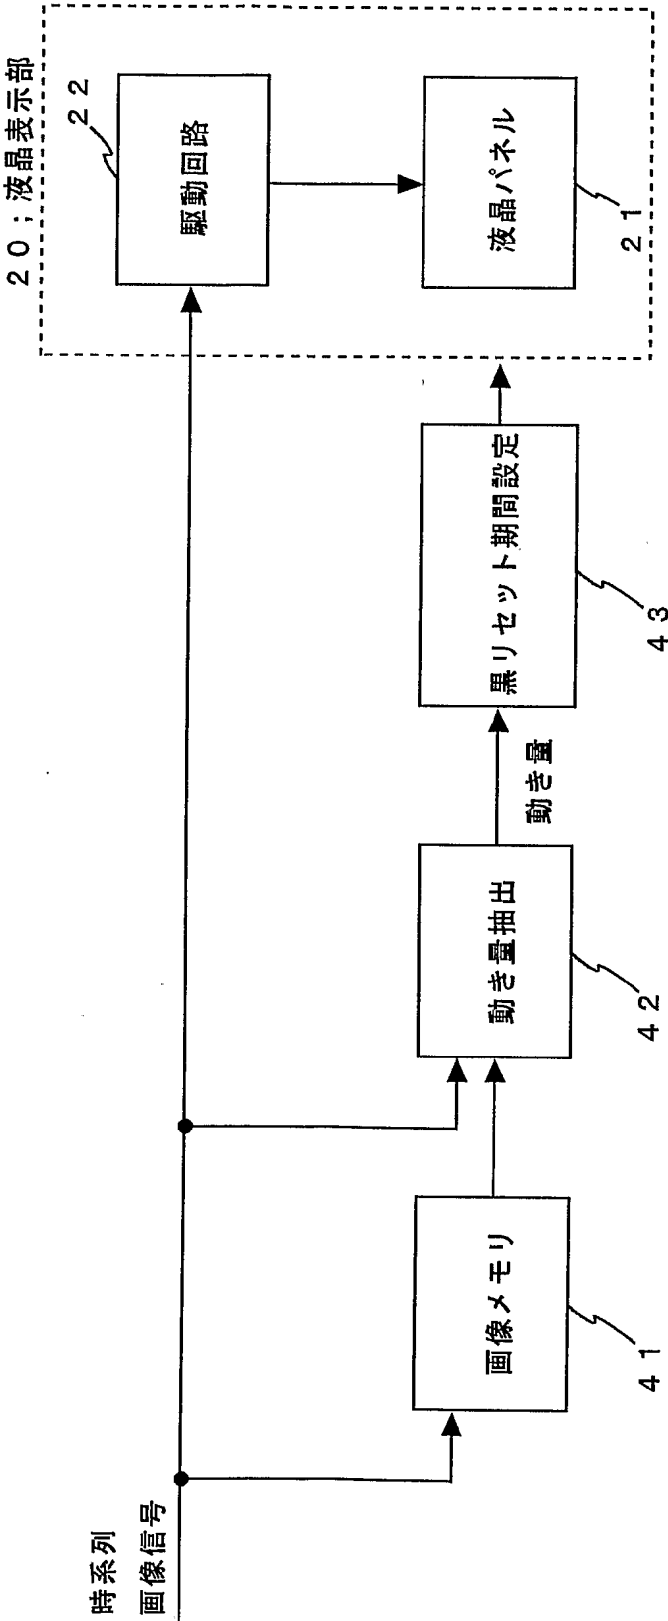 時系列
画像信号
画像メモリ
４１
動き量抽出
４２
動き量
黒リセット期間設定
４３
２０；液晶表示部
駆動回路
２２
液晶パネル
２１